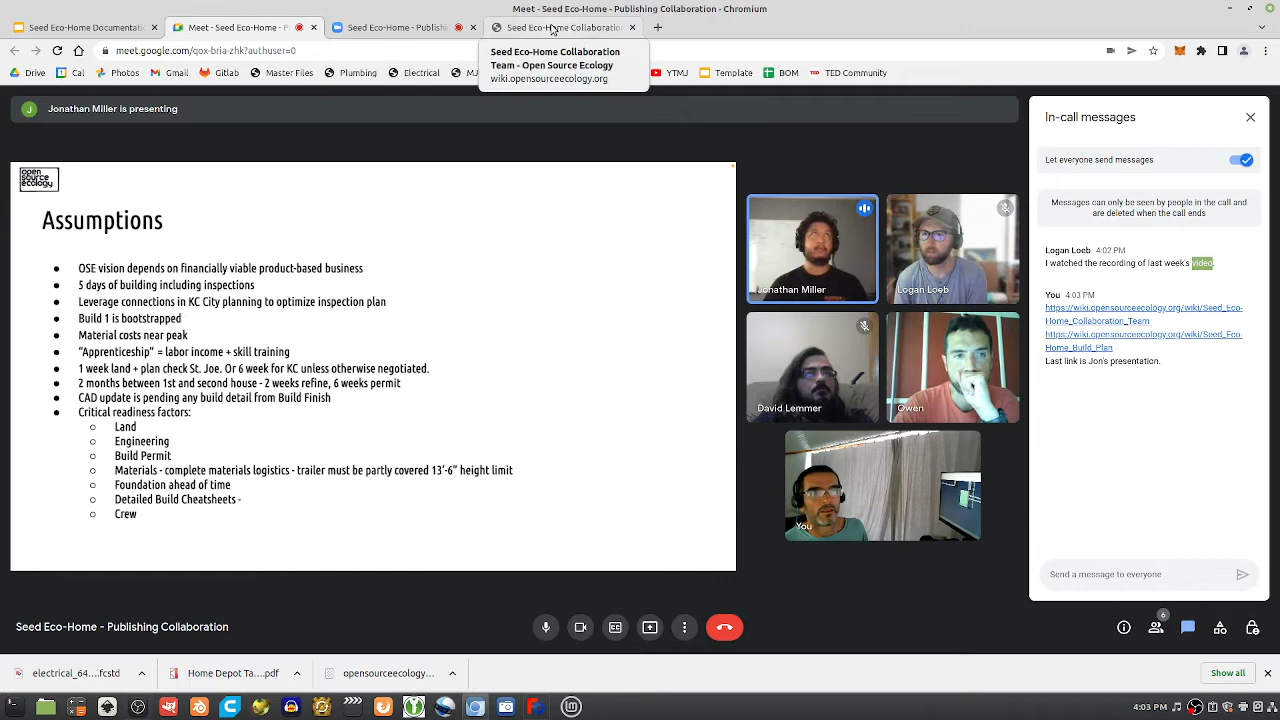 Meet - Seed Eco-Home - Publishing Collaboration - Chromium
Seed Eco-Home Documentati
Meet - Seed Eco-Home - P
Seed Eco-Home - Publishin
Seed Eco-Home Collaboration
meet.google.com/qox-bria-zhk?authuser=0
Seed Eco-Home Collaboration
Team - Open Source Ecology
wiki.opensourceecology.org
Drive
Cal
Photos
Gmail
Gitlab
Master Files
Plumbing
Electrical
YTMJ
Template
BOM
TED Community
J
Jonathan Miller is presenting
open
source
ecology
Assumptions
● OSE vision depends on financially viable product-based business
● 5 days of building including inspections
● Leverage connections in KC City planning to optimize inspection plan
● Build 1 is bootstrapped
● Material costs near peak
● "Apprenticeship" = labor income + skill training
● 1 week land + plan check St. Joe. Or 6 week for KC unless otherwise negotiated.
● 2 months between 1st and second house - 2 weeks refine, 6 weeks permit
● CAD update is pending any build detail from Build Finish
● Critical readiness factors:
○ Land
○ Engineering
○ Build Permit
○ Materials - complete materials logistics - trailer must be partly covered 13'-6" height limit
○ Foundation ahead of time
○ Detailed Build Cheatsheets -
○ Crew
Jonathan Miller
Logan Loeb
David Lemmer
Owen
You
In-call messages
Let everyone send messages
Messages can only be seen by people in the call and
are deleted when the call ends
Logan Loeb 4:02 PM
I watched the recording of last week's video
You 4:03 PM
https://wiki.opensourceecology.org/wiki/Seed_Eco-
Home_Collaboration_Team
https://wiki.opensourceecology.org/wiki/Seed_Eco-
Home_Build_Plan
Last link is Jon's presentation.
Send a message to everyone
Seed Eco-Home - Publishing Collaboration
6
electrical_64....fcstd
Home Depot Ta....pdf
opensourceecology....
Show all
4:03 PM